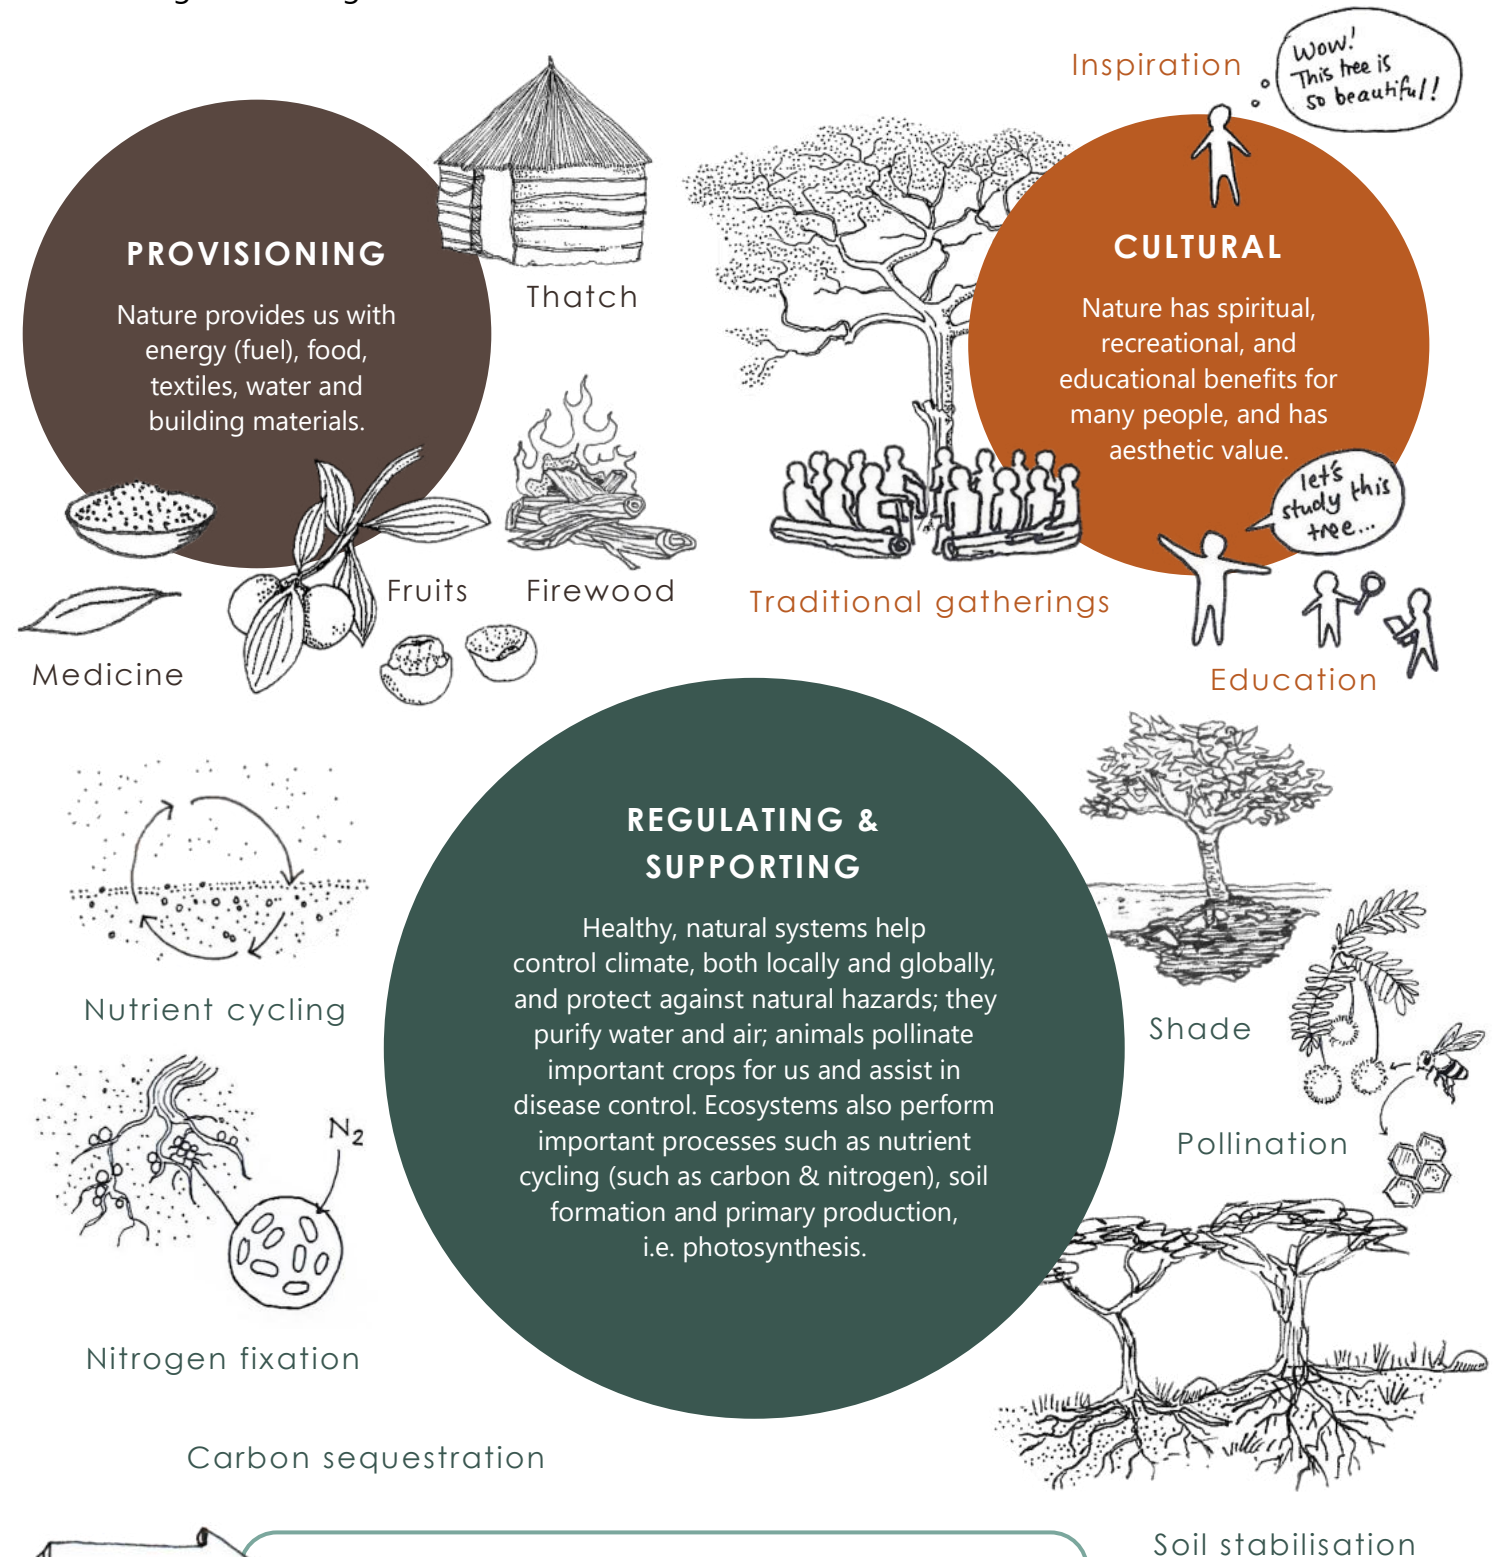 Inspiration
Wow!
This tree is
so beautiful!
PROVISIONING
Nature provides us with
energy (fuel), food,
textiles, water and
building materials.
Thatch
CULTURAL
Nature has spiritual,
recreational, and
educational benefits for
many people, and has
aesthetic value.
let's
study this
tree...
Fruits
Firewood
Traditional gatherings
Medicine
Education
REGULATING &
SUPPORTING
Healthy, natural systems help
control climate, both locally and globally,
and protect against natural hazards; they
purify water and air; animals pollinate
important crops for us and assist in
disease control. Ecosystems also perform
important processes such as nutrient
cycling (such as carbon & nitrogen), soil
formation and primary production,
i.e. photosynthesis.
Nutrient cycling
Shade
N2
Pollination
Nitrogen fixation
Carbon sequestration
Soil stabilisation